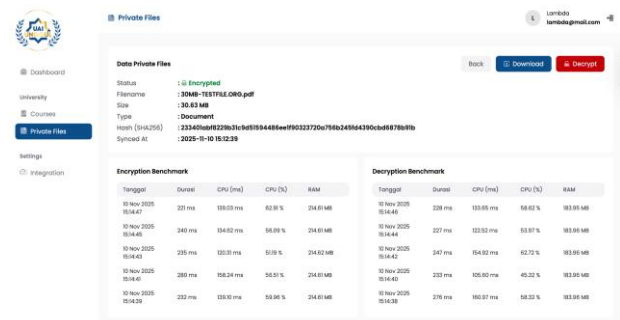 UAI
Private Files
L
Lambda
lambda@mail.com
Dashboard
University
Courses
Private Files
Settings
Integration
Data Private Files
Back
Download
Decrypt
Status : Encrypted
Filename : 30MB-TESTFILE.ORG.pdf
Size : 30.63 MB
Type : Document
Hash (SHA256)
Synced At : 2025-11-10 15:12:39
Encryption Benchmark
Tanggal Durasi CPU (ms) CPU (%) RAM
10 Nov 2025 221 ms 139.03 ms 62.91 % 214.61 MB
15:14:47
10 Nov 2025 240 ms 134.62 ms 56.09 % 214.61 MB
15:14:45
10 Nov 2025 235 ms 120.31 ms 51.19 % 214.62 MB
15:14:43
10 Nov 2025 280 ms 158.24 ms 56.51 % 214.61 MB
15:14:41
10 Nov 2025 232 ms 139.10 ms 59.96 % 214.61 MB
15:14:39
Decryption Benchmark
Tanggal Durasi CPU (ms) CPU (%) RAM
10 Nov 2025 228 ms 133.65 ms 58.62 % 183.95 MB
15:14:46
10 Nov 2025 227 ms 122.52 ms 53.97 % 183.96 MB
15:14:44
10 Nov 2025 247 ms 154.92 ms 62.72 % 183.96 MB
15:14:42
10 Nov 2025 233 ms 105.60 ms 45.32 % 183.96 MB
15:14:40
10 Nov 2025 276 ms 160.97 ms 58.32 % 183.96 MB
15:14:38